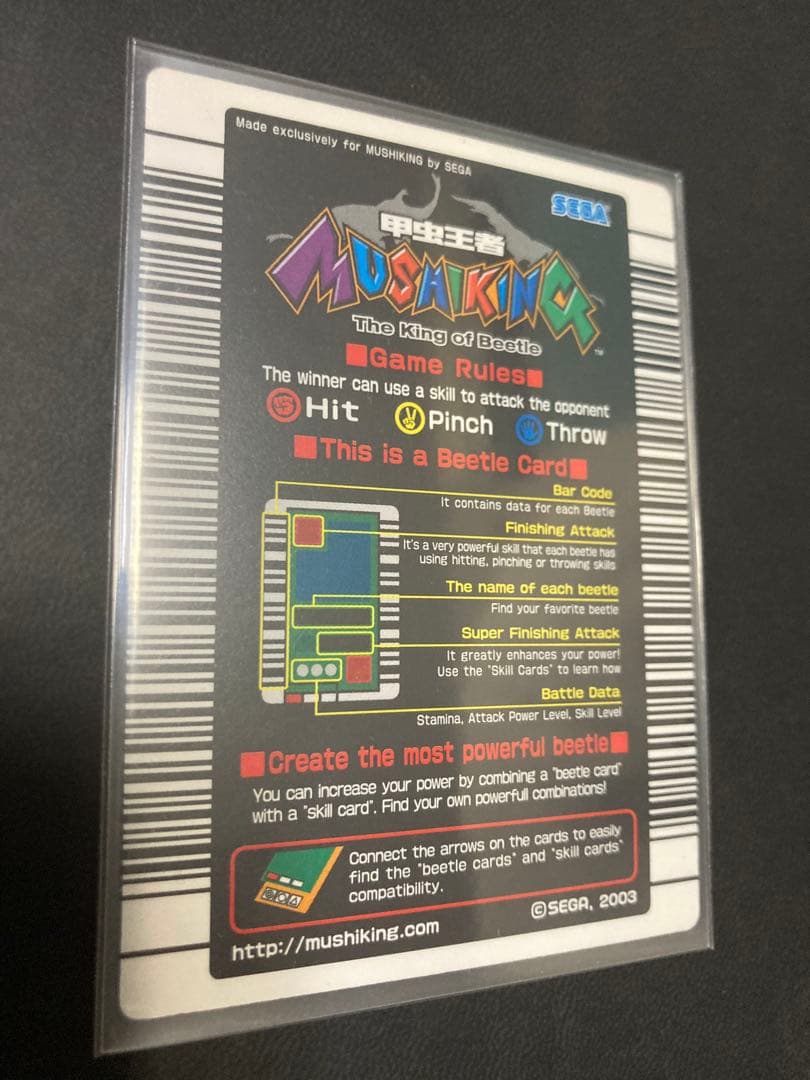 Made exclusively for MUSHIKING by SEGA
SEGA
甲虫王者
MUSHIKING
The King of Beetle
TM
■Game Rules■
The winner can use a skill to attack the opponent
Hit Pinch Throw
■This is a Beetle Card■
Bar Code
It contains data for each Beetle
Finishing Attack
It's a very powerful skill that each beetle has
using hitting, pinching or throwing skills
The name of each beetle
Find your favorite beetle
Super Finishing Attack
It greatly enhances your power!
Use the "Skill Cards" to learn how
Battle Data
Stamina, Attack Power Level, Skill Level
■Create the most powerful beetle■
You can increase your power by combining a "beetle card"
with a "skill card". Find your own powerfull combinations!
Connect the arrows on the cards to easily
find the "beetle cards" and "skill cards"
compatibility.
©SEGA, 2003
http://mushiking.com